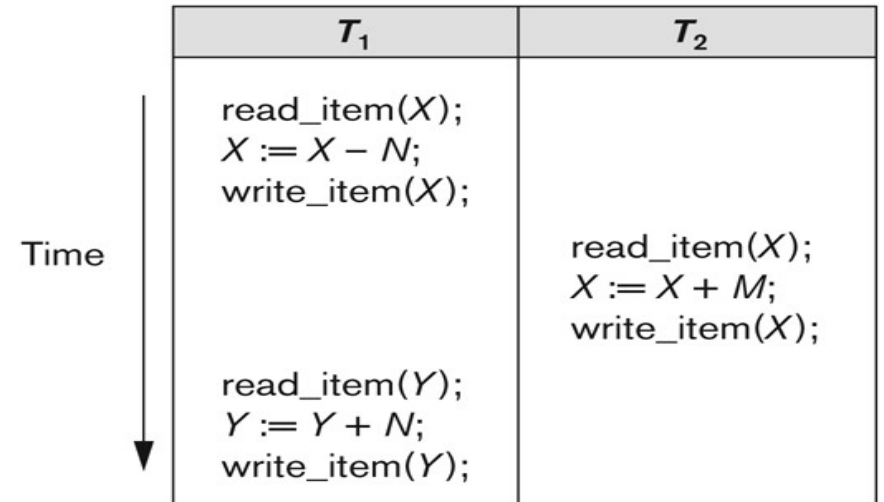 T₁ T₂
read_item(X);
X := X – N;
write_item(X);
Time
read_item(X);
X := X + M;
write_item(X);
read_item(Y);
Y := Y + N;
write_item(Y);